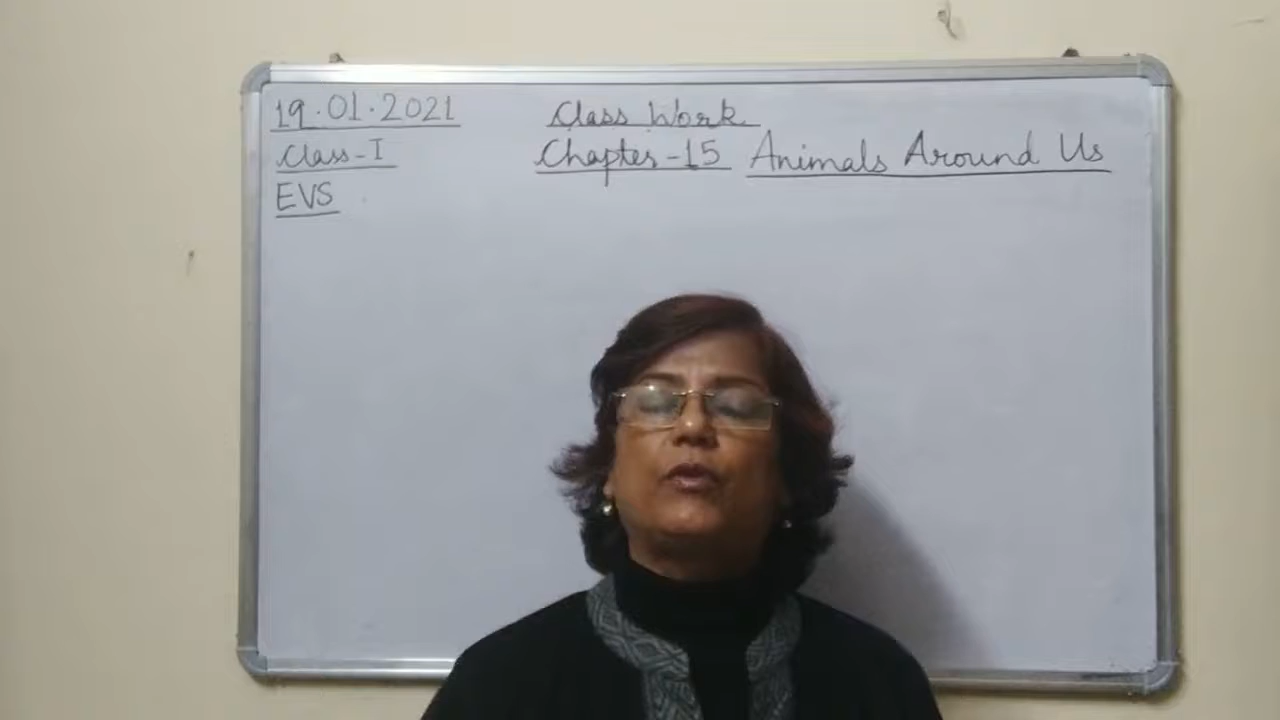 19.01.2021
Class Work
Class-I
Chapter-15 Animals Around Us
EVS